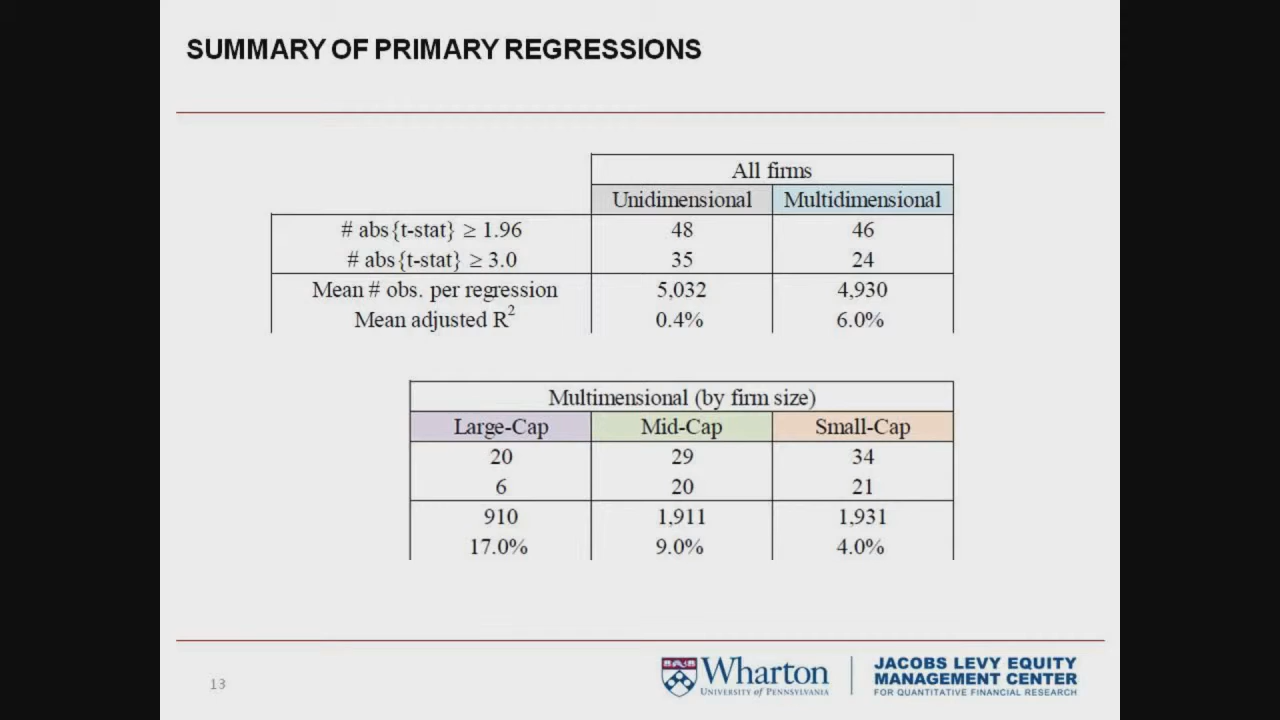 SUMMARY OF PRIMARY REGRESSIONS
All firms
Unidimensional Multidimensional
# abs{t-stat} ≥ 1.96 48 46
# abs{t-stat} ≥ 3.0 35 24
Mean # obs. per regression 5,032 4,930
Mean adjusted R² 0.4% 6.0%
Multimensional (by firm size)
Large-Cap Mid-Cap Small-Cap
20 29 34
6 20 21
910 1,911 1,931
17.0% 9.0% 4.0%
13
Wharton
UNIVERSITY OF PENNSYLVANIA
JACOBS LEVY EQUITY
MANAGEMENT CENTER
FOR QUANTITATIVE FINANCIAL RESEARCH